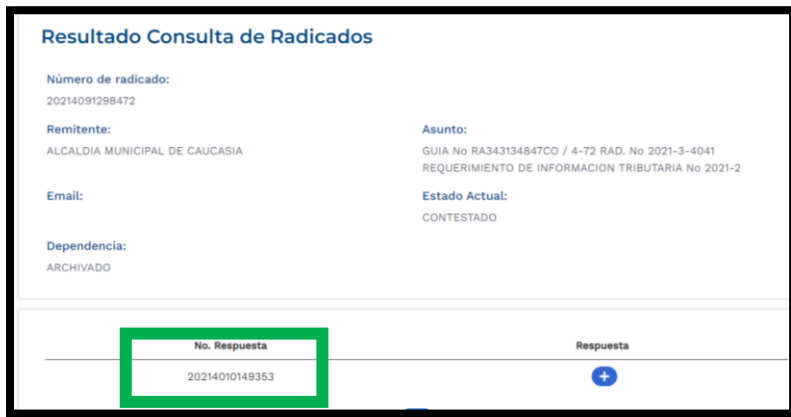 Resultado Consulta de Radicados
Número de radicado:
20214091298472
Remitente:
ALCALDIA MUNICIPAL DE CAUCASIA
Asunto:
GUIA No RA343134847CO / 4-72 RAD. No 2021-3-4041
REQUERIMIENTO DE INFORMACION TRIBUTARIA No 2021-2
Email:
Estado Actual:
CONTESTADO
Dependencia:
ARCHIVADO
No. Respuesta Respuesta
20214010149353 +